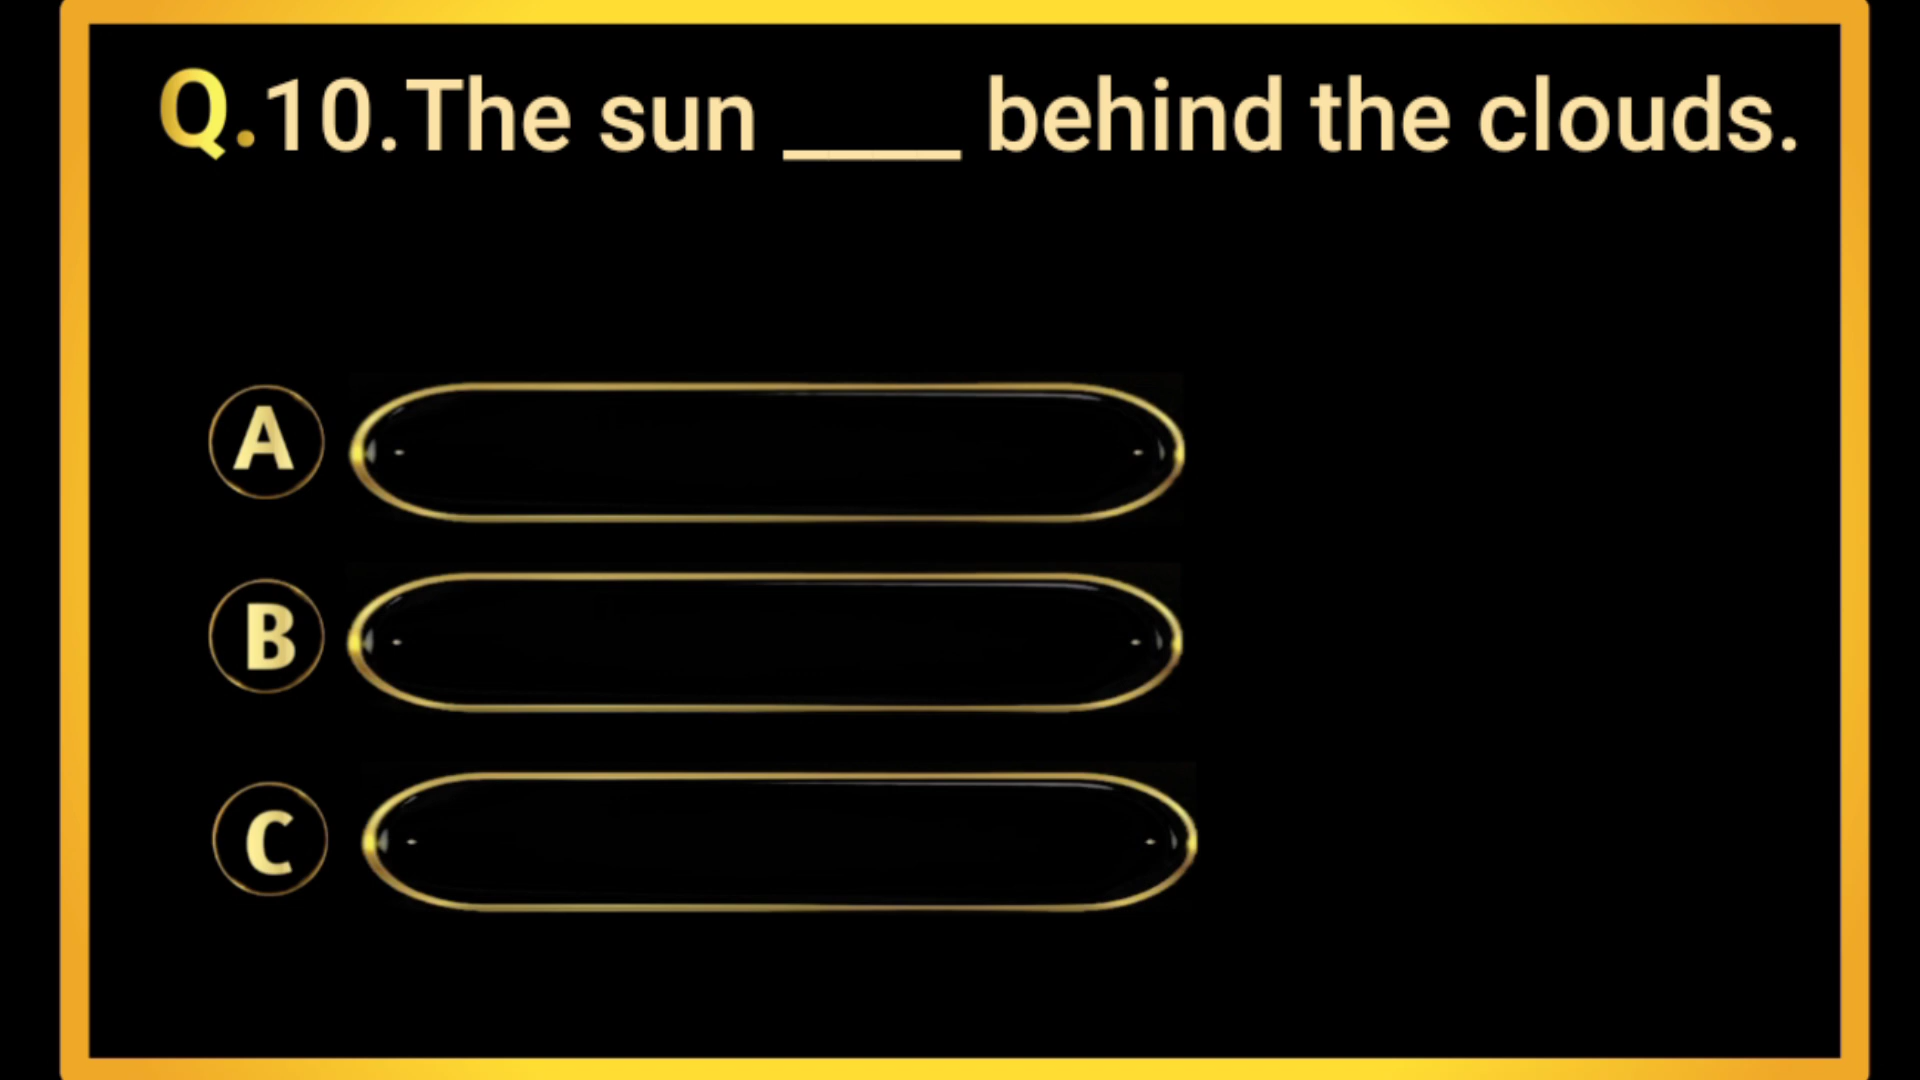 Q.10.The sun ____ behind the clouds.
A
B
C